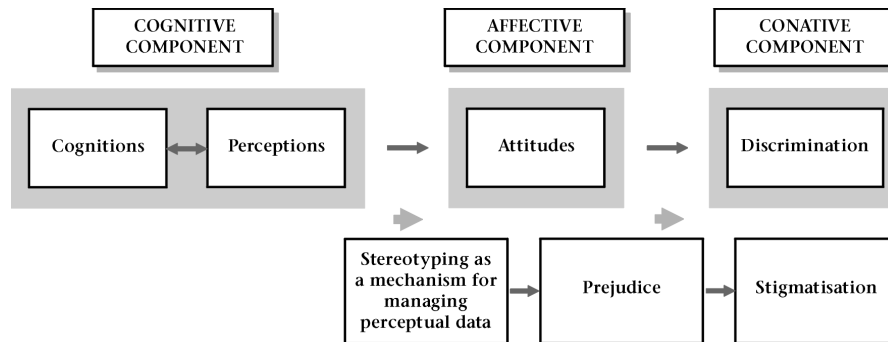 COGNITIVE
COMPONENT
AFFECTIVE
COMPONENT
CONATIVE
COMPONENT
Cognitions
Perceptions
Attitudes
Discrimination
Stereotyping as
a mechanism for
managing
perceptual data
Prejudice
Stigmatisation